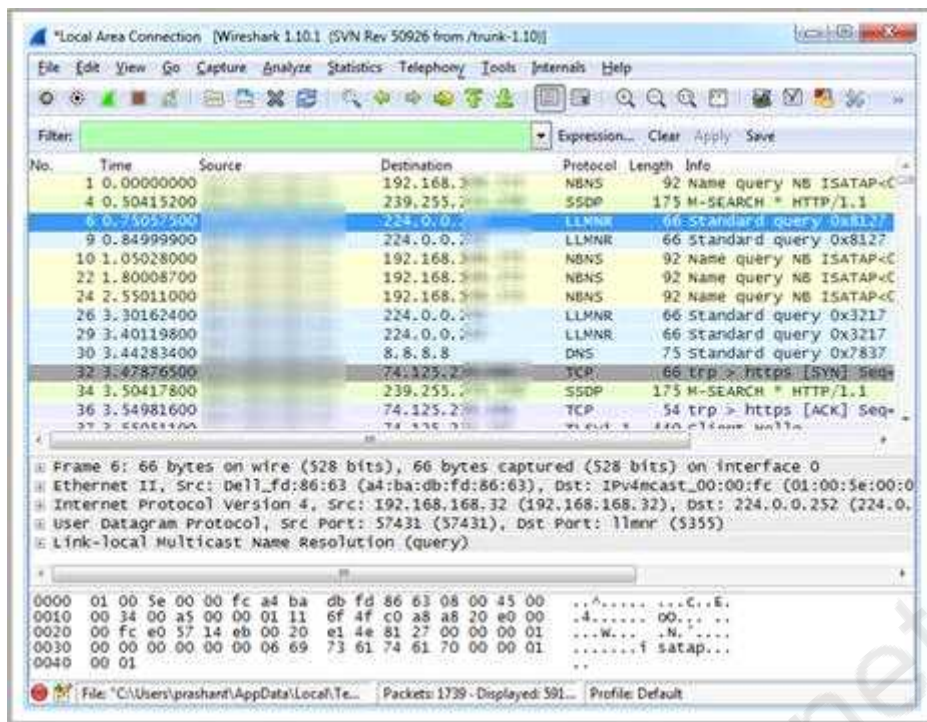 *Local Area Connection [Wireshark 1.10.1 (SVN Rev 50926 from /trunk-1.10)]
File Edit View Go Capture Analyze Statistics Telephony Tools Internals Help
Filter: Expression... Clear Apply Save
No. Time Source Destination Protocol Length Info
1 0.00000000 192.168. NBNS 92 Name query NB ISATAP<C
4 0.50415200 239.255. SSDP 175 M-SEARCH * HTTP/1.1
6 0.75057500 224.0.0. LLMNR 66 Standard query 0x8127
9 0.84999900 224.0.0. LLMNR 66 Standard query 0x8127
10 1.05028000 192.168. NBNS 92 Name query NB ISATAP<C
22 1.80008700 192.168. NBNS 92 Name query NB ISATAP<C
24 2.55011000 192.168. NBNS 92 Name query NB ISATAP<C
26 3.30162400 224.0.0. LLMNR 66 Standard query 0x3217
29 3.40119800 224.0.0. LLMNR 66 Standard query 0x3217
30 3.44283400 8.8.8.8 DNS 75 Standard query 0x7837
32 3.47876500 74.125.2 TCP 66 trp > https [SYN] Seq=
34 3.50417800 239.255. SSDP 175 M-SEARCH * HTTP/1.1
36 3.54981600 74.125.2 TCP 54 trp > https [ACK] Seq=
Frame 6: 66 bytes on wire (528 bits), 66 bytes captured (528 bits) on interface 0
Ethernet II, Src: Dell_fd:86:63 (a4:ba:db:fd:86:63), Dst: IPv4mcast_00:00:fc (01:00:5e:00:0
Internet Protocol Version 4, Src: 192.168.168.32 (192.168.168.32), Dst: 224.0.0.252 (224.0.
User Datagram Protocol, Src Port: 57431 (57431), Dst Port: llmnr (5355)
Link-local Multicast Name Resolution (query)
0000 01 00 5e 00 00 fc a4 ba db fd 86 63 08 00 45 00 ..^..... ...c..E.
0010 00 34 00 a5 00 00 01 11 6f 4f c0 a8 a8 20 e0 00 .4...... oO... ..
0020 00 fc e0 57 14 eb 00 20 e1 4e 81 27 00 00 00 01 ...W... .N.'....
0030 00 00 00 00 00 00 06 69 73 61 74 61 70 00 00 01 .......i satap...
0040 00 01 ..
File: "C:\Users\prashant\AppData\Local\Te... Packets: 1739 · Displayed: 591... Profile: Default